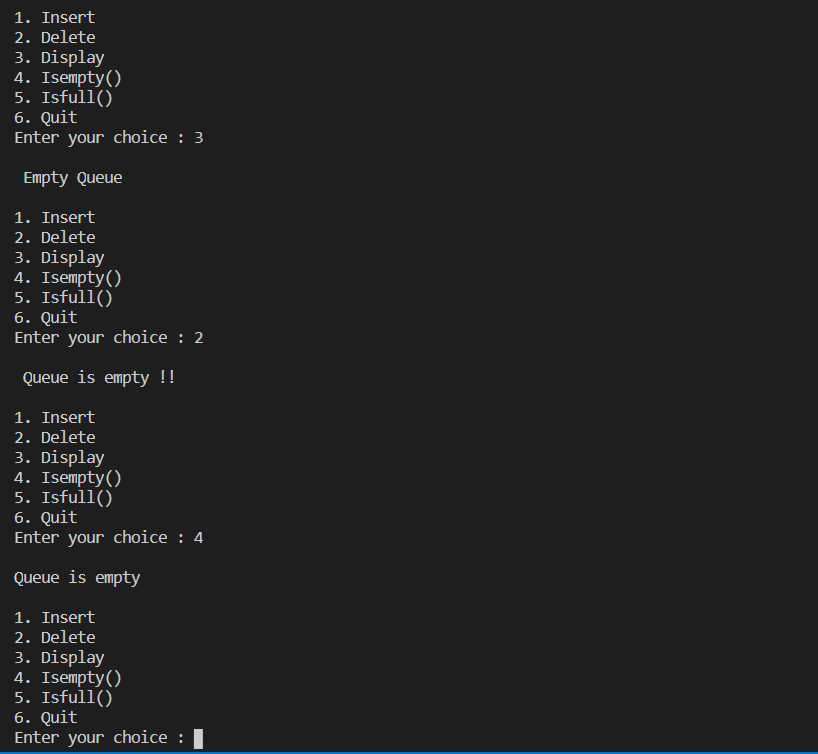 1. Insert
2. Delete
3. Display
4. Isempty()
5. Isfull()
6. Quit
Enter your choice : 3
Empty Queue
1. Insert
2. Delete
3. Display
4. Isempty()
5. Isfull()
6. Quit
Enter your choice : 2
Queue is empty !!
1. Insert
2. Delete
3. Display
4. Isempty()
5. Isfull()
6. Quit
Enter your choice : 4
Queue is empty
1. Insert
2. Delete
3. Display
4. Isempty()
5. Isfull()
6. Quit
Enter your choice :